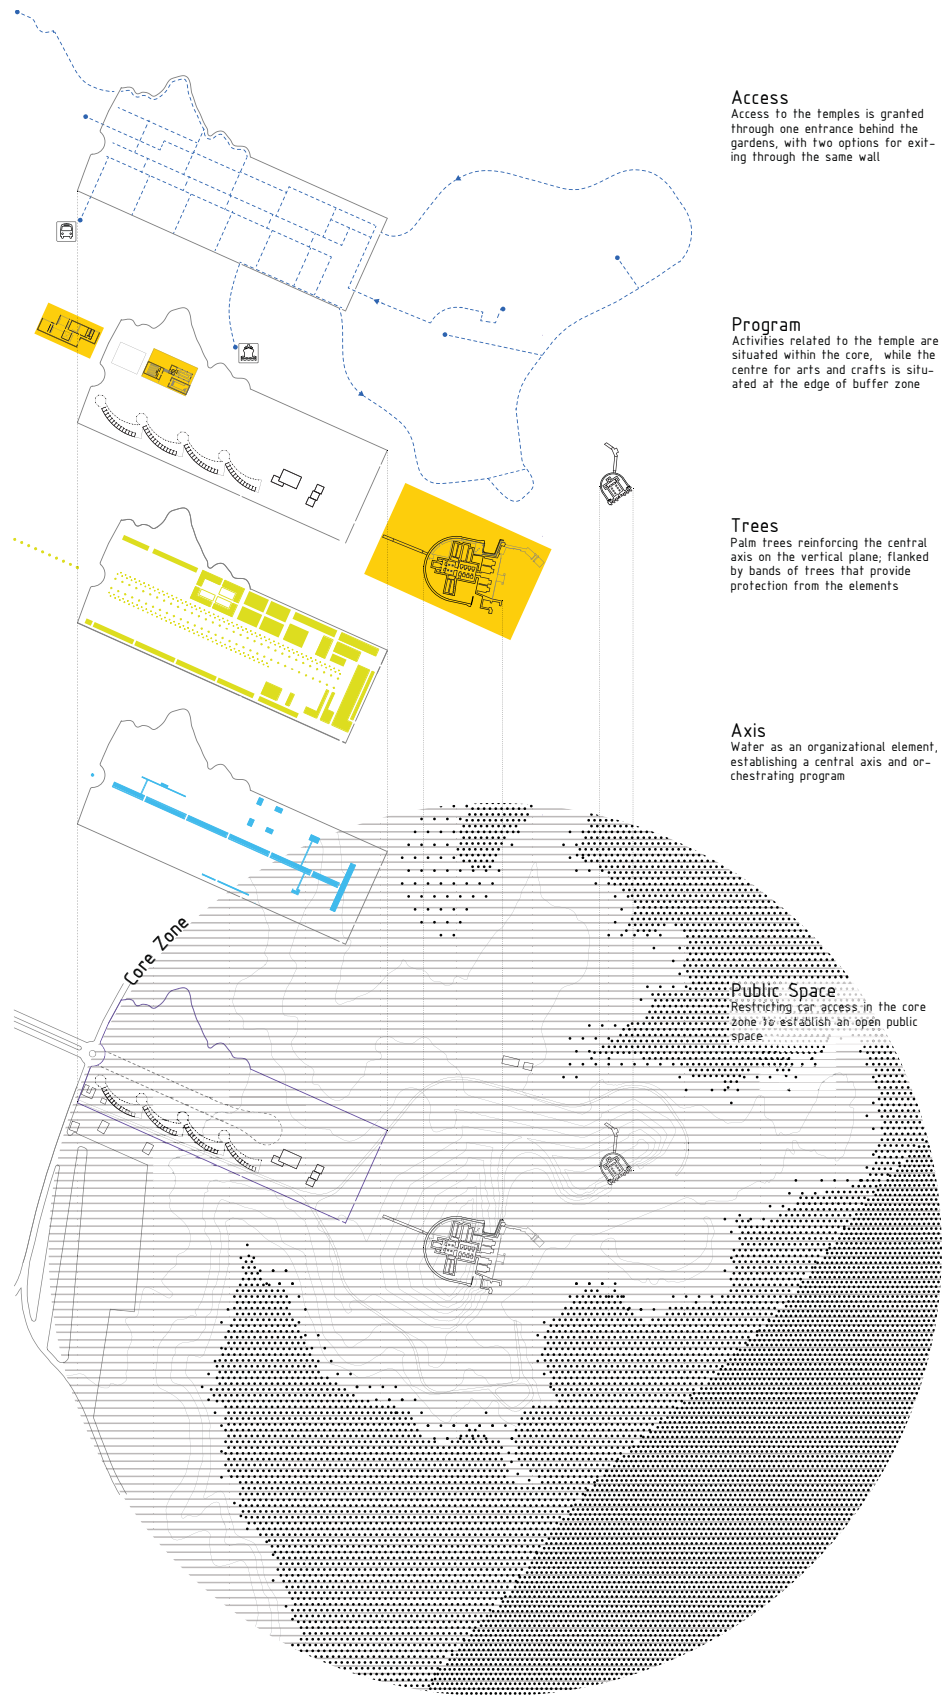 Access
Access to the temples is granted
through one entrance behind the
gardens, with two options for exit-
ing through the same wall
Program
Activities related to the temple are
situated within the core, while the
centre for arts and crafts is situ-
ated at the edge of buffer zone
Trees
Palm trees reinforcing the central
axis on the vertical plane; flanked
by bands of trees that provide
protection from the elements
Axis
Water as an organizational element,
establishing a central axis and or-
chestrating program
Core Zone
Public Space
Restricting car access in the core
zone to establish an open public
space